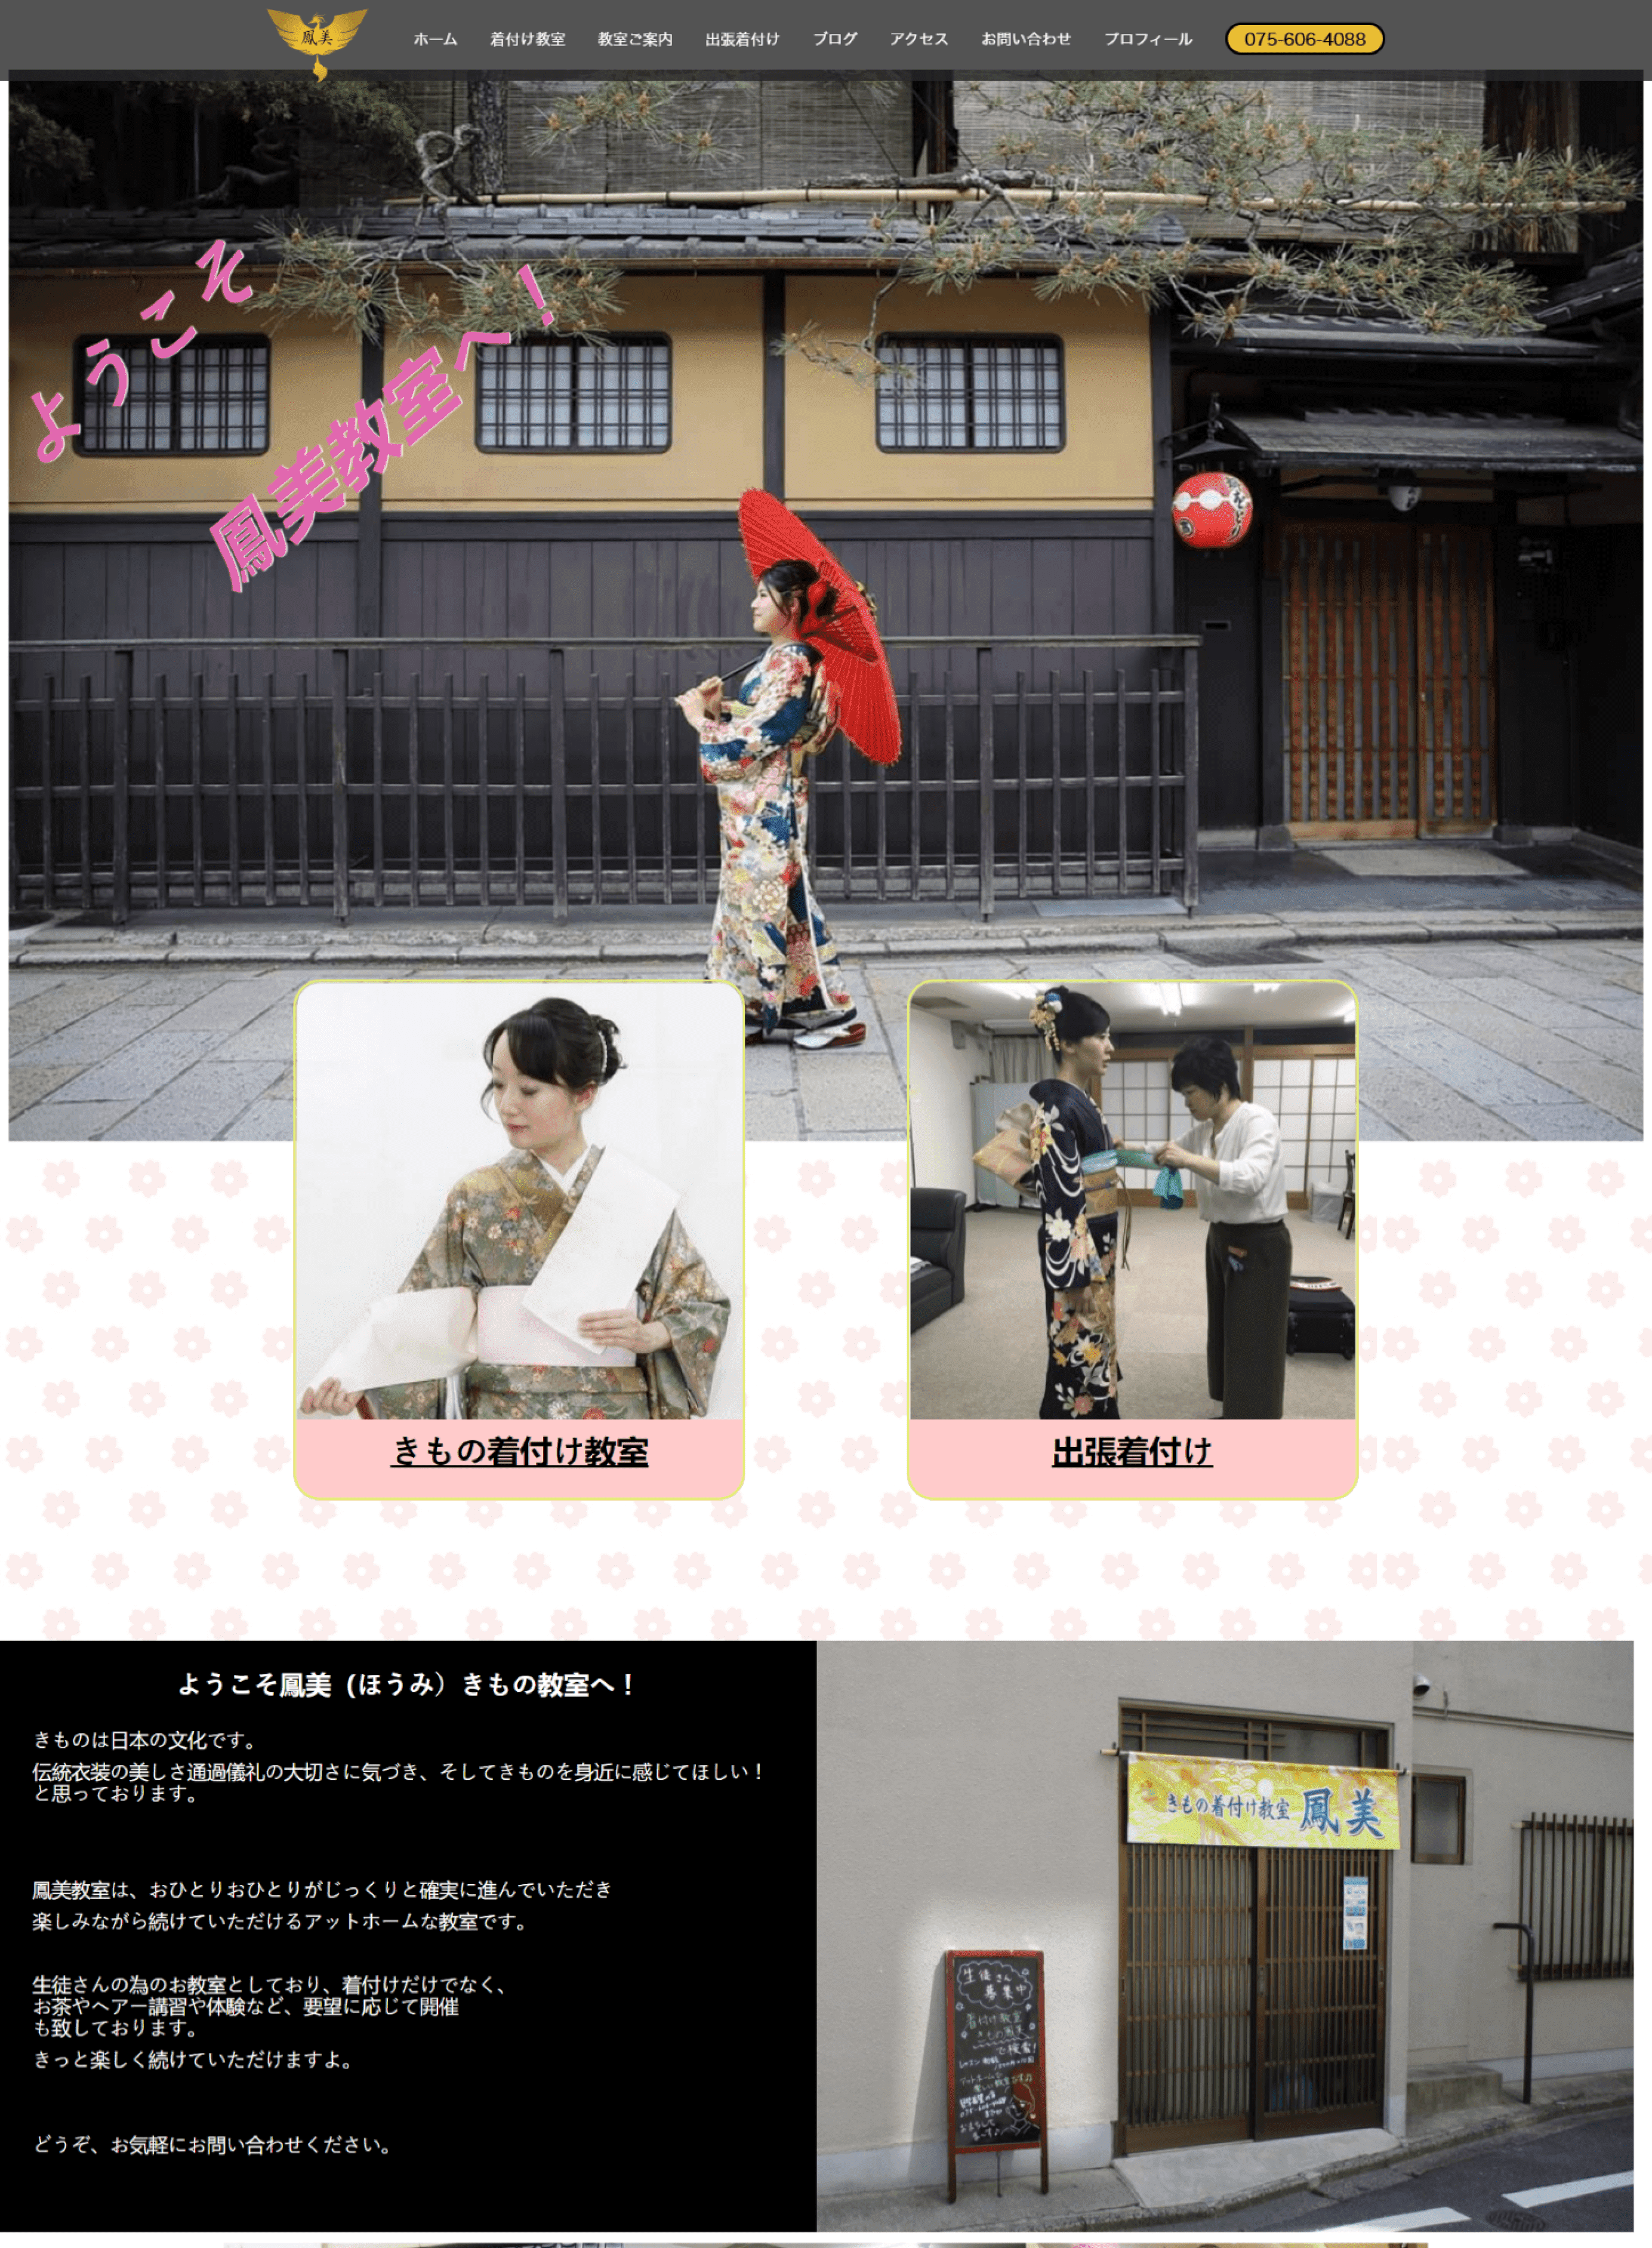 鳳美
ホーム
着付け教室
教室ご案内
出張着付け
ブログ
アクセス
お問い合わせ
プロフィール
075-606-4088
ようこそ
鳳美教室へ！
きもの着付け教室
出張着付け
ようこそ鳳美（ほうみ）きもの教室へ！
きものは日本の文化です。
伝統衣装の美しさ通過儀礼の大切さに気づき、そしてきものを身近に感じてほしい！
と思っております。
鳳美教室は、おひとりおひとりがじっくりと確実に進んでいただき
楽しみながら続けていただけるアットホームな教室です。
生徒さんの為のお教室としており、着付けだけでなく、
お茶やヘアー講習や体験など、要望に応じて開催
も致しております。
きっと楽しく続けていただけますよ。
どうぞ、お気軽にお問い合わせください。
きもの着付け教室 鳳美
生徒さん
募集中
着付け教室
で検索!